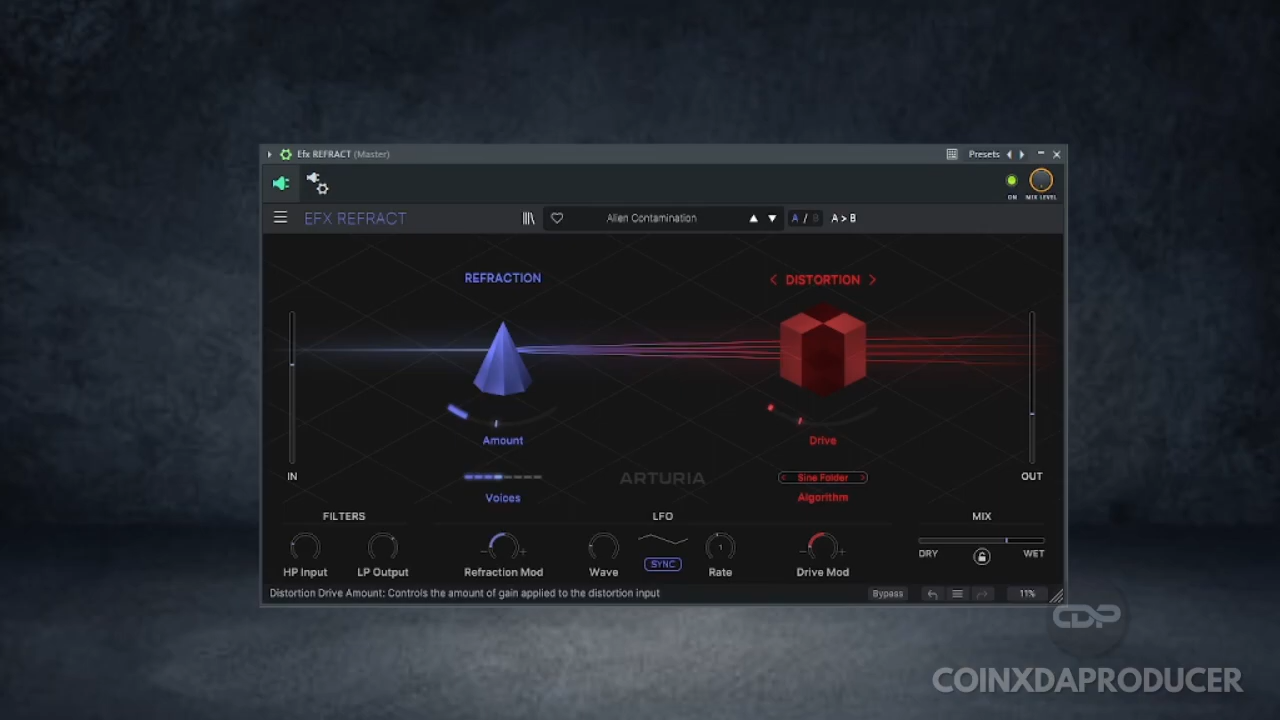 Efx REFRACT (Master)
Presets
ON
MIX LEVEL
EFX REFRACT
Alien Contamination
A / B
A > B
REFRACTION
< DISTORTION >
Amount
Drive
IN
Voices
ARTURIA
< Sine Folder >
Algorithm
OUT
FILTERS
LFO
MIX
HP Input
LP Output
Refraction Mod
Wave
SYNC
1
Rate
Drive Mod
DRY
WET
Distortion Drive Amount: Controls the amount of gain applied to the distortion input
Bypass
11%
CDP
COINXDAPRODUCER